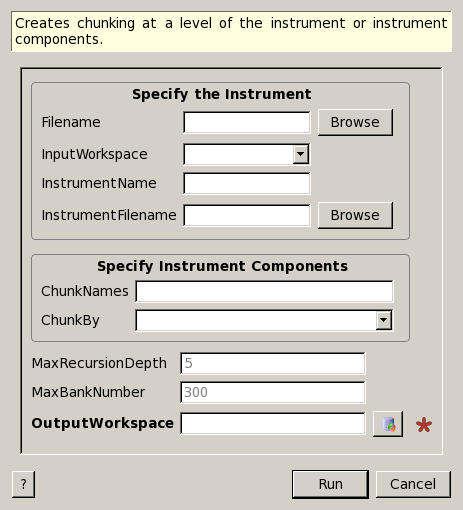 Creates chunking at a level of the instrument or instrument
components.
Specify the Instrument
Filename
Browse
InputWorkspace
InstrumentName
InstrumentFilename
Browse
Specify Instrument Components
ChunkNames
ChunkBy
MaxRecursionDepth
5
MaxBankNumber
300
OutputWorkspace
?
Run
Cancel